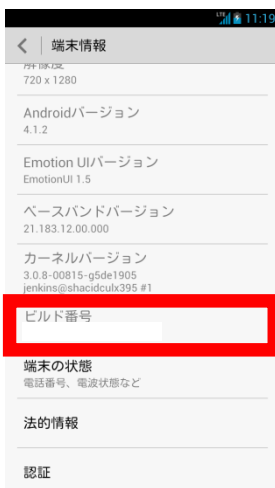 LTE 11:19
端末情報
解像度
720 x 1280
Androidバージョン
4.1.2
Emotion UIバージョン
EmotionUI 1.5
ベースバンドバージョン
21.183.12.00.000
カーネルバージョン
3.0.8-00815-g5de1905
jenkins@shacidculx395 #1
ビルド番号
端末の状態
電話番号、電波状態など
法的情報
認証